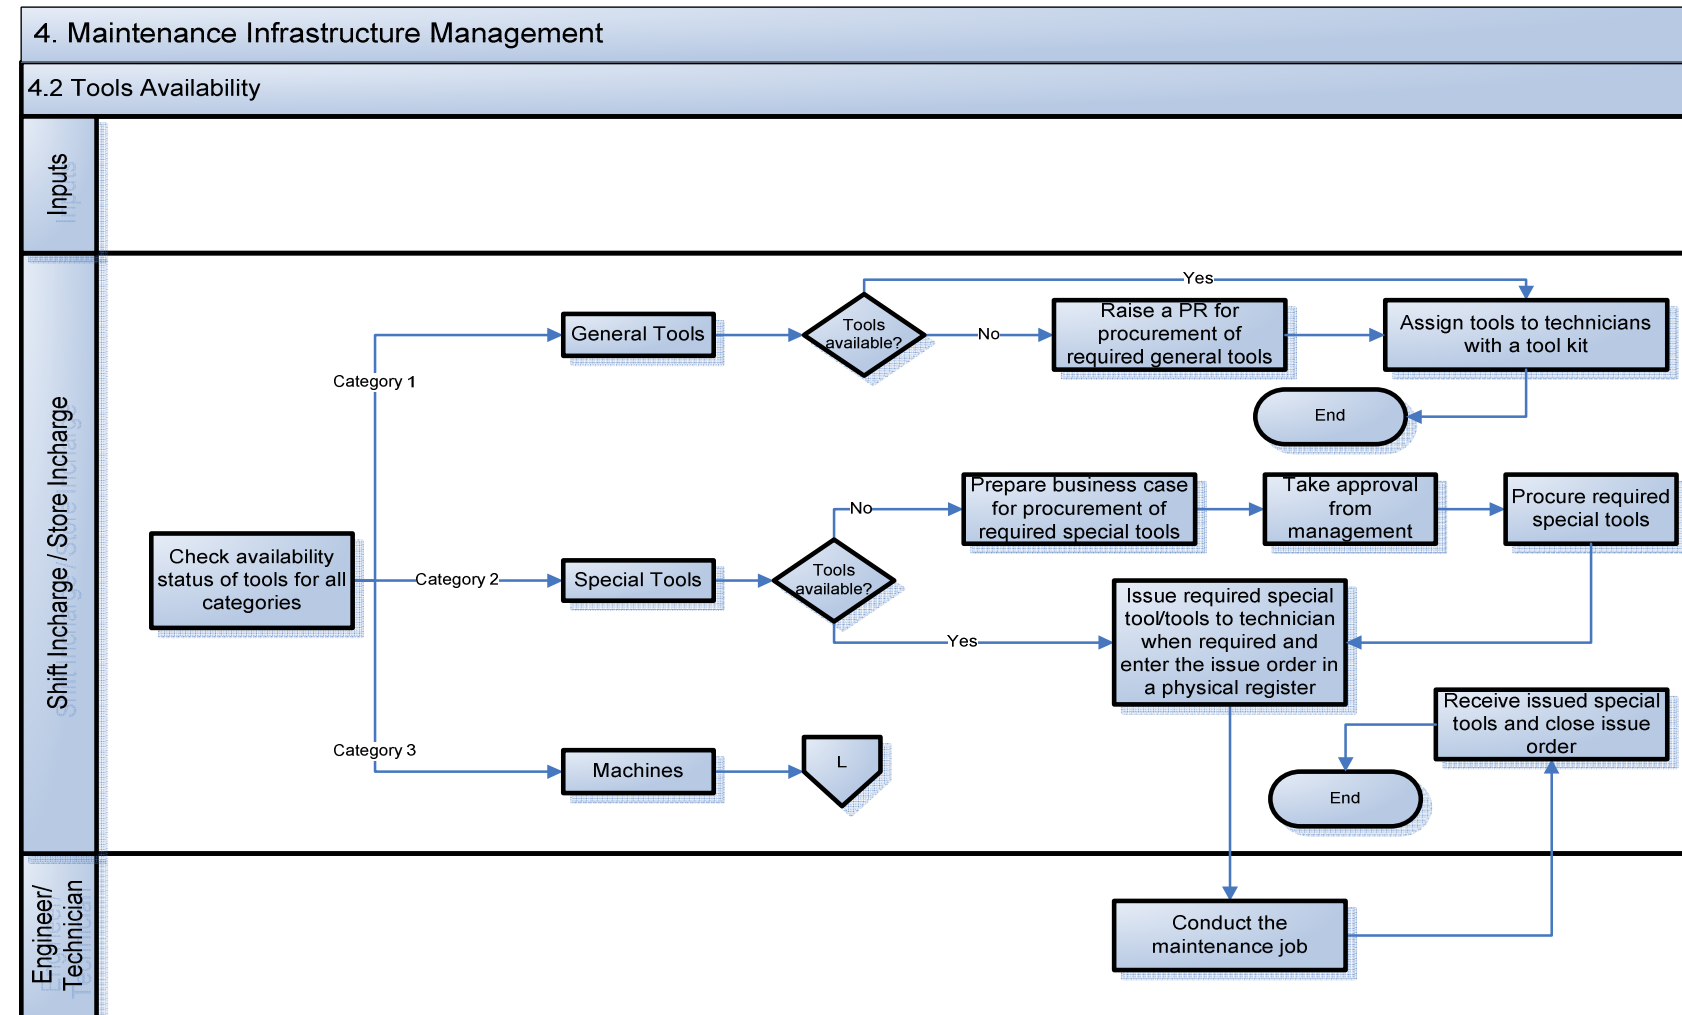 4. Maintenance Infrastructure Management
4.2 Tools Availability
Inputs
Shift Incharge / Store Incharge
Engineer/
Technician
Check availability
status of tools for all
categories
Category 1
General Tools
Tools
available?
Yes
No
Raise a PR for
procurement of
required general tools
Assign tools to technicians
with a tool kit
End
Category 2
Special Tools
Tools
available?
No
Prepare business case
for procurement of
required special tools
Take approval
from
management
Procure required
special tools
Yes
Issue required special
tool/tools to technician
when required and
enter the issue order in
a physical register
Category 3
Machines
L
Receive issued special
tools and close issue
order
End
Conduct the
maintenance job